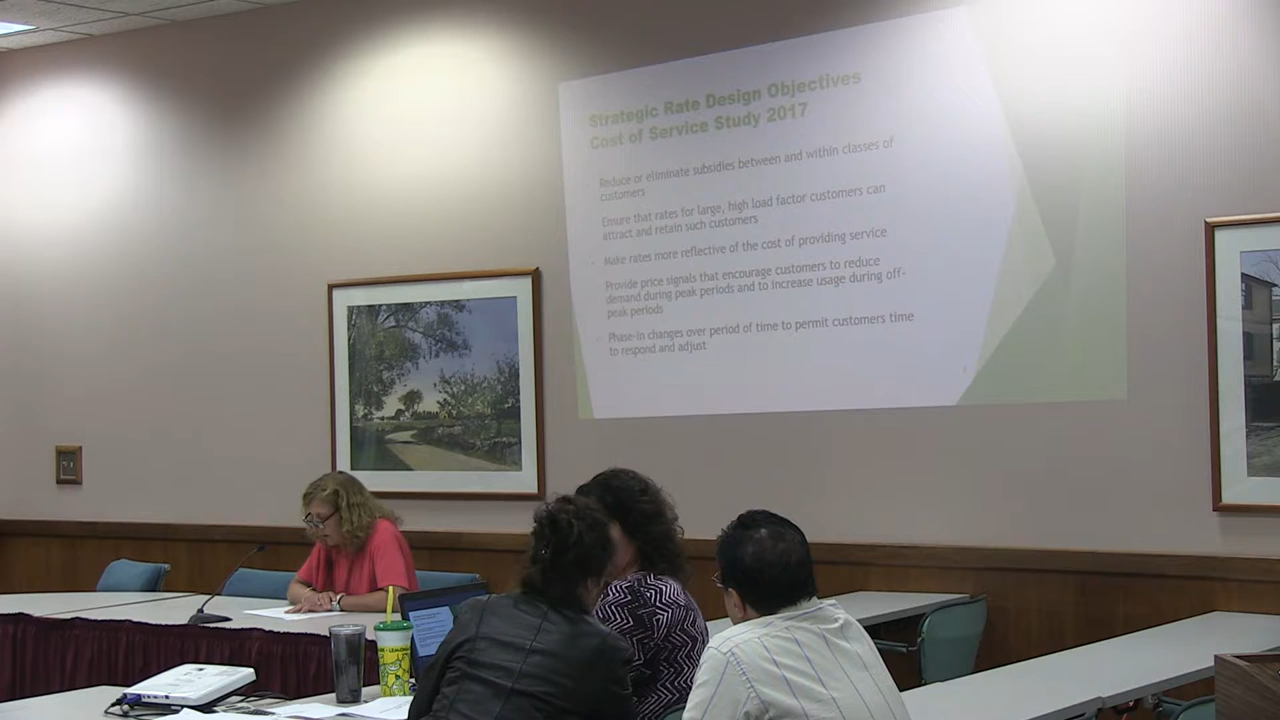 Strategic Rate Design Objectives
Cost of Service Study 2017
Reduce or eliminate subsidies between and within classes of
customers
Ensure that rates for large, high load factor customers can
attract and retain such customers
Make rates more reflective of the cost of providing service
Provide price signals that encourage customers to reduce
demand during peak periods and to increase usage during off-
peak periods
Phase-in changes over period of time to permit customers time
to respond and adjust